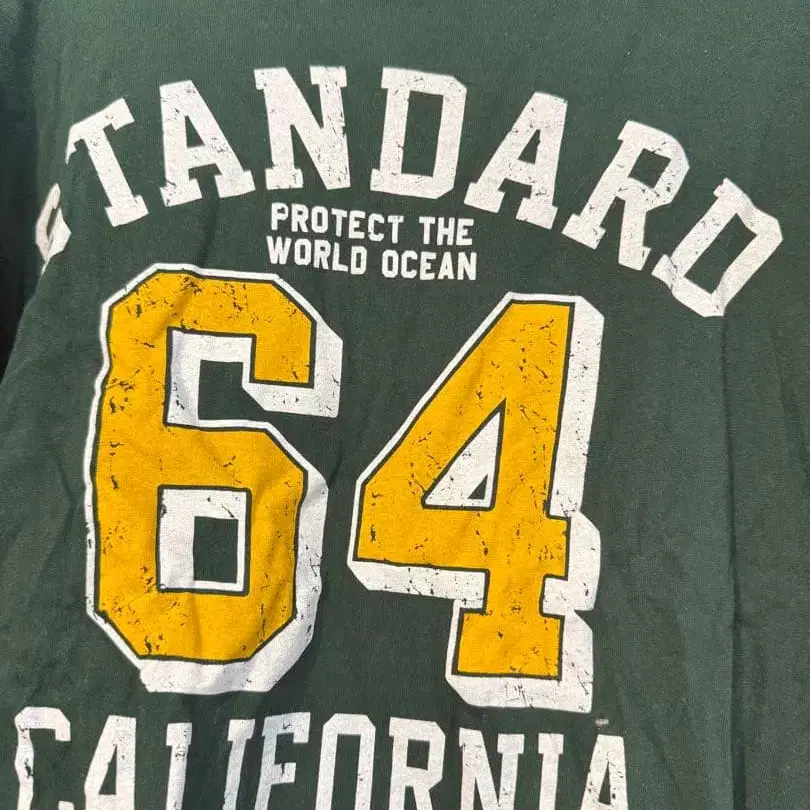 STANDARD
PROTECT THE
WORLD OCEAN
64
CALIFORNIA